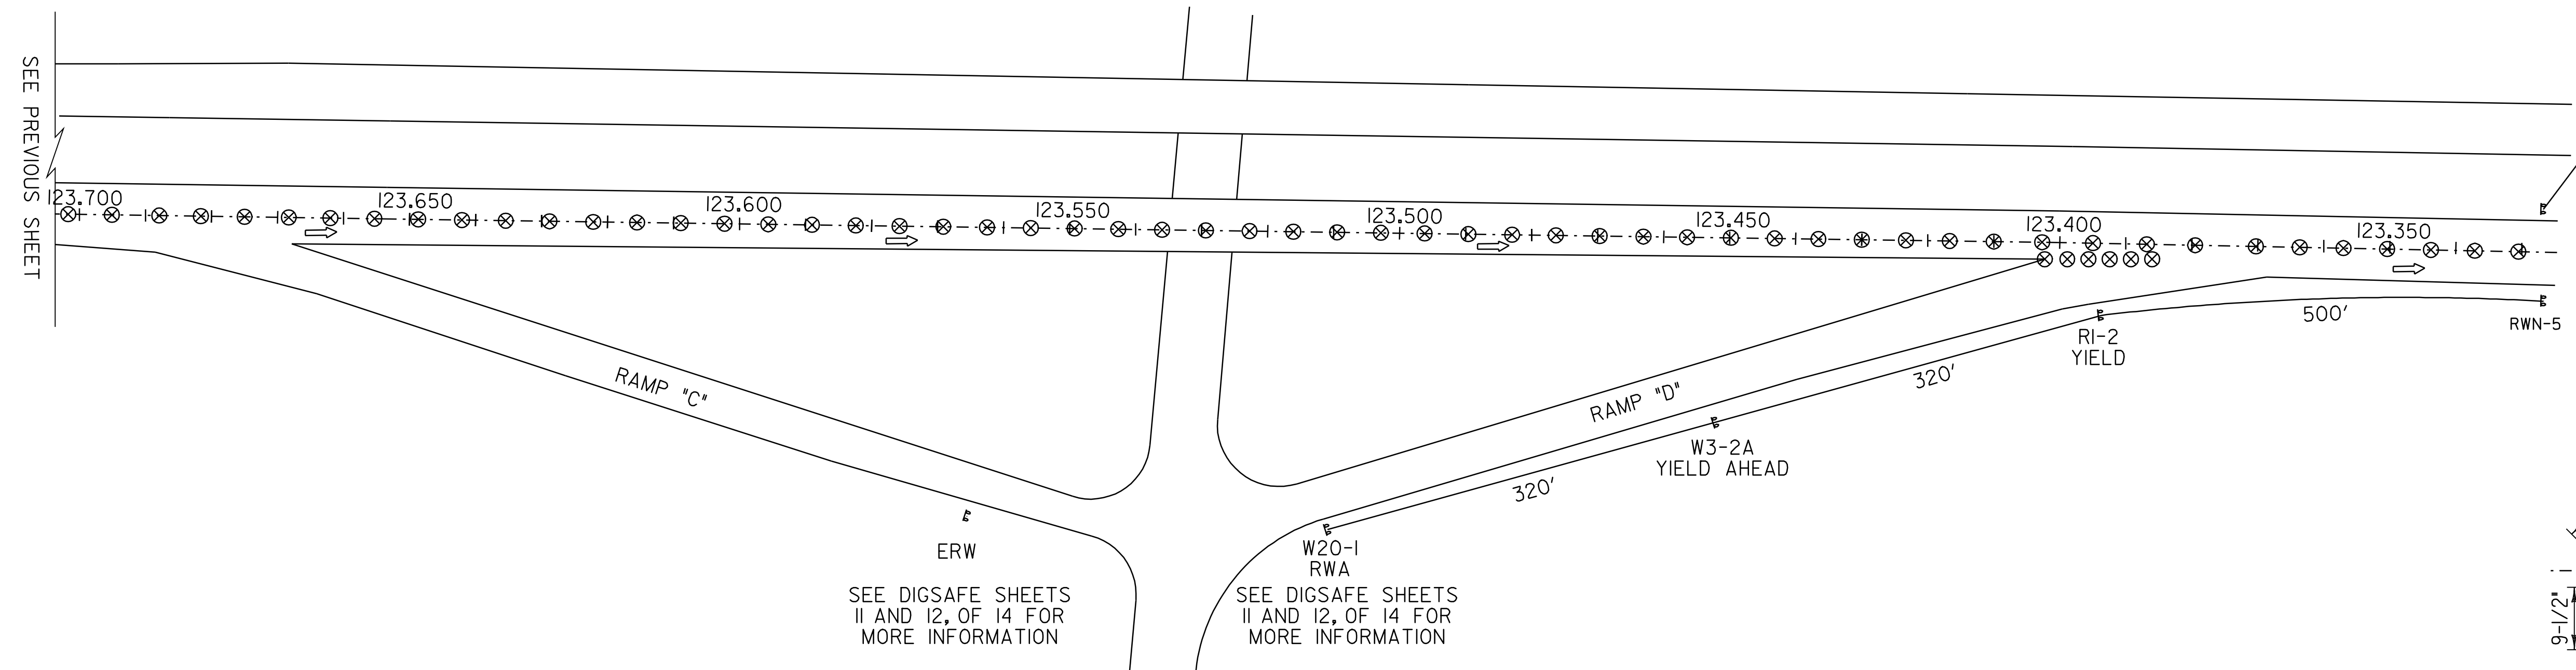 SEE PREVIOUS SHEET
123.700
123.650
123.600
123.550
123.500
123.450
123.400
123.350
500'
RWN-5
R1-2
YIELD
320'
RAMP "C"
RAMP "D"
W3-2A
YIELD AHEAD
320'
ERW
W20-1
RWA
SEE DIGSAFE SHEETS
11 AND 12, OF 14 FOR
MORE INFORMATION
SEE DIGSAFE SHEETS
11 AND 12, OF 14 FOR
MORE INFORMATION
9-1/2"